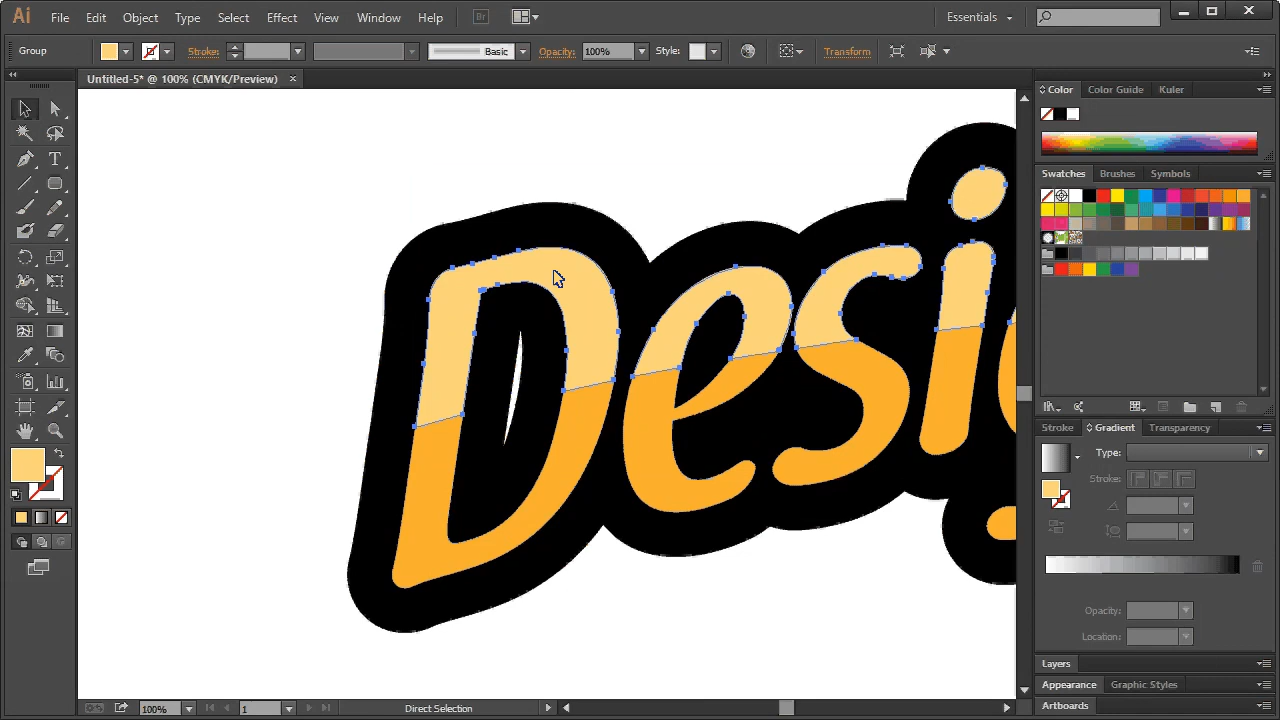 Ai File Edit Object Type Select Effect View Window Help Br Essentials
Group Stroke: Basic Opacity: 100% Style: Transform
Untitled-5* @ 100% (CMYK/Preview) ×
Color Color Guide Kuler
Swatches Brushes Symbols
Desi
Stroke Gradient Transparency
Type:
Stroke:
Opacity:
Location:
Layers
Appearance Graphic Styles
Artboards
100% 1 Direct Selection